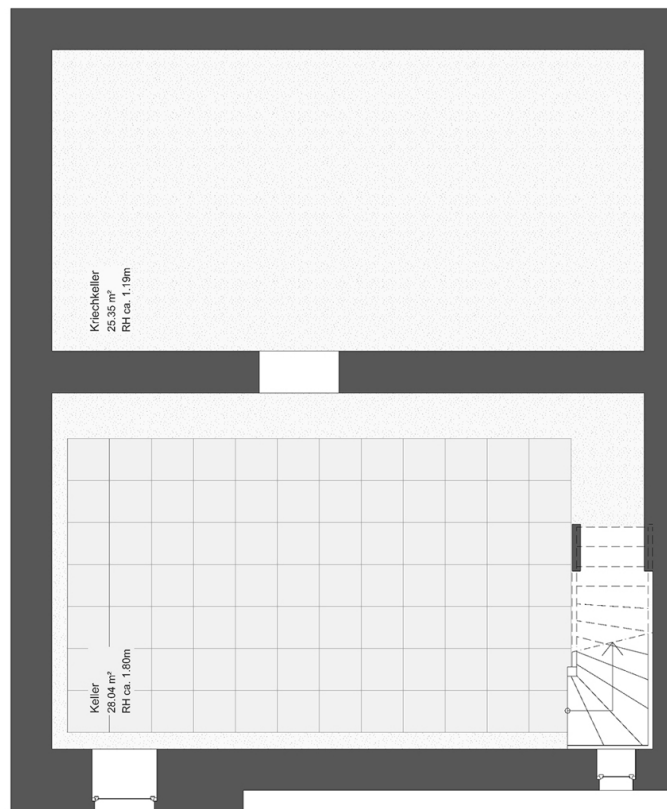 Kriechkeller
25.35 m²
RH ca. 1.19m
Keller
28.04 m²
RH ca. 1.80m